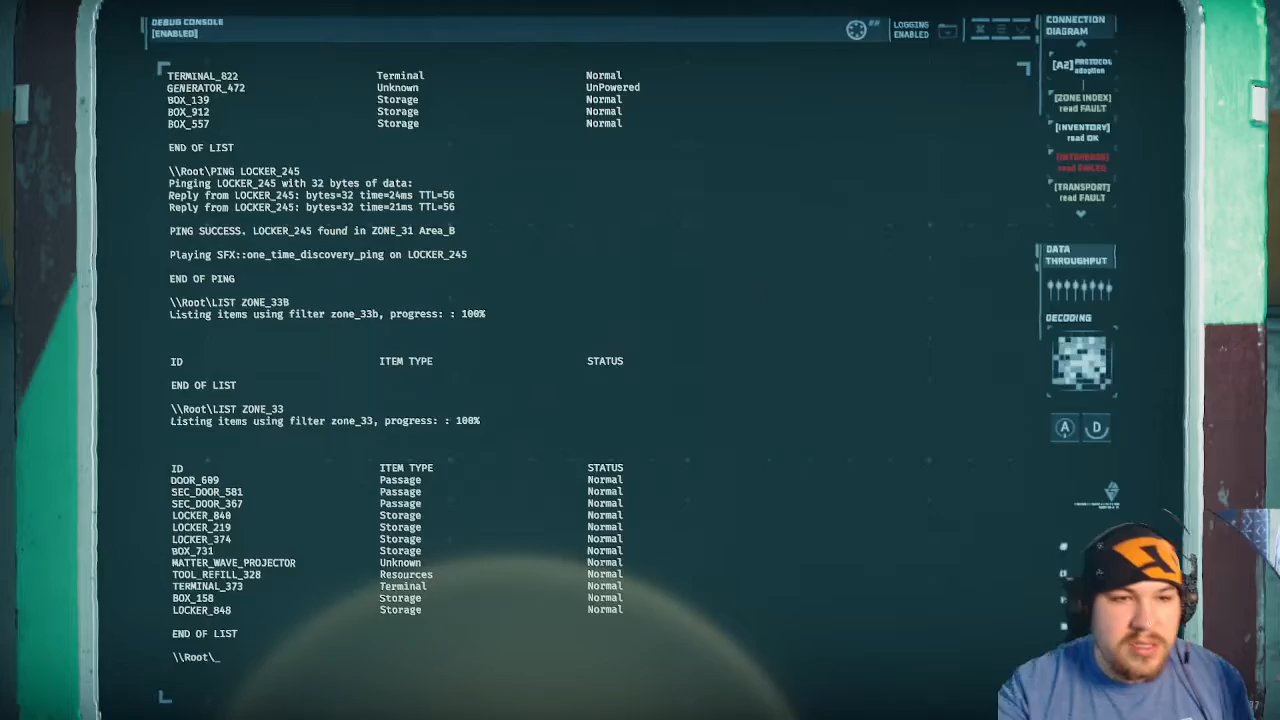 DEBUG CONSOLE
[ENABLED]
LOGGING
ENABLED
TERMINAL_822 Terminal Normal
GENERATOR_472 Unknown UnPowered
BOX_139 Storage Normal
BOX_912 Storage Normal
BOX_557 Storage Normal
END OF LIST
\\Root\PING LOCKER_245
Pinging LOCKER_245 with 32 bytes of data:
Reply from LOCKER_245: bytes=32 time=24ms TTL=56
Reply from LOCKER_245: bytes=32 time=21ms TTL=56
PING SUCCESS. LOCKER_245 found in ZONE_31 Area_B
Playing SFX::one_time_discovery_ping on LOCKER_245
END OF PING
\\Root\LIST ZONE_33B
Listing items using filter zone_33b, progress: : 100%
ID ITEM TYPE STATUS
END OF LIST
\\Root\LIST ZONE_33
Listing items using filter zone_33, progress: : 100%
ID ITEM TYPE STATUS
DOOR_609 Passage Normal
SEC_DOOR_581 Passage Normal
SEC_DOOR_367 Passage Normal
LOCKER_840 Storage Normal
LOCKER_219 Storage Normal
LOCKER_374 Storage Normal
BOX_731 Storage Normal
MATTER_WAVE_PROJECTOR Unknown Normal
TOOL_REFILL_328 Resources Normal
TERMINAL_373 Terminal Normal
BOX_158 Storage Normal
LOCKER_848 Storage Normal
END OF LIST
\\Root\_
CONNECTION
DIAGRAM
[A2] PROTOCOL
adoption
[ZONE INDEX]
read FAULT
[INVENTORY]
read OK
read FAILED
[TRANSPORT]
read FAULT
DATA
THROUGHPUT
DECODING
A D